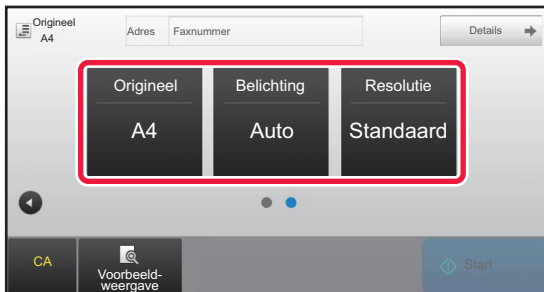 Origineel
A4
Adres Faxnummer Details
Origineel Belichting Resolutie
A4 Auto Standaard
CA
Voorbeeld-
weergave
Start